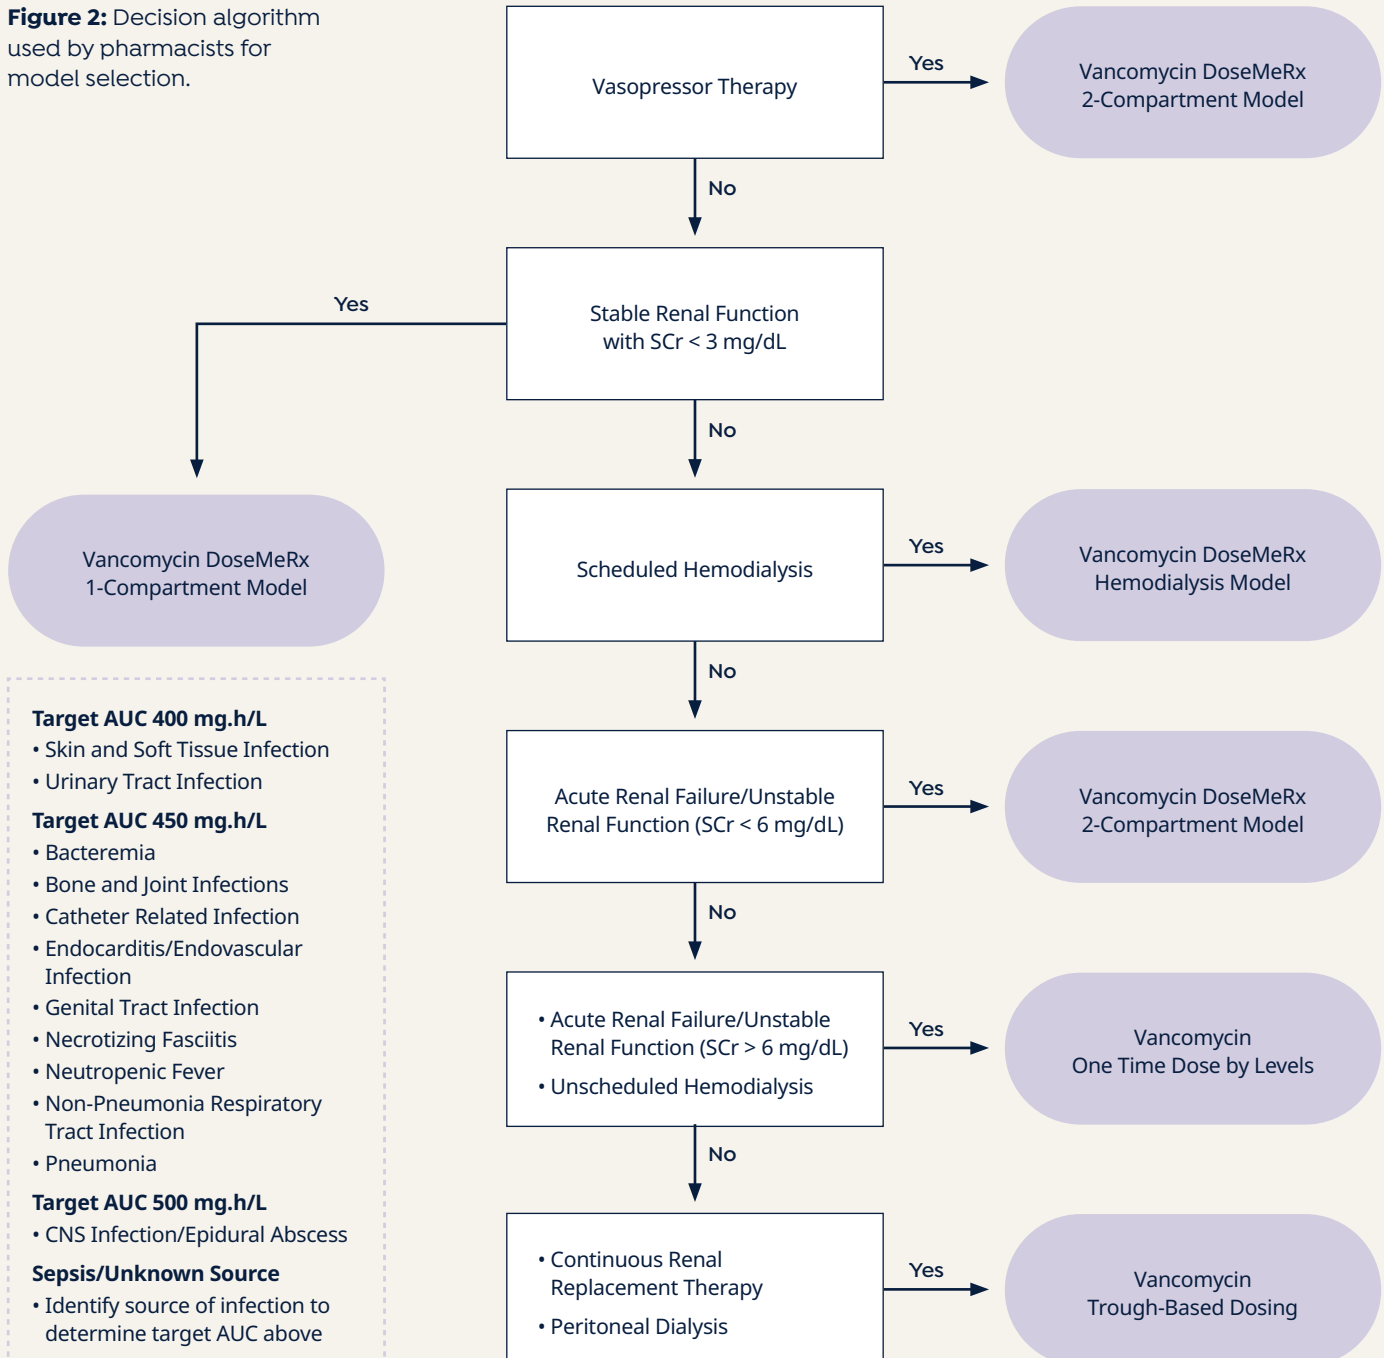 Figure 2: Decision algorithm
used by pharmacists for
model selection.
Vasopressor Therapy
Yes
Vancomycin DoseMeRx
2-Compartment Model
No
Stable Renal Function
with SCr < 3 mg/dL
Yes
Vancomycin DoseMeRx
1-Compartment Model
No
Scheduled Hemodialysis
Yes
Vancomycin DoseMeRx
Hemodialysis Model
No
Acute Renal Failure/Unstable
Renal Function (SCr < 6 mg/dL)
Yes
Vancomycin DoseMeRx
2-Compartment Model
No
• Acute Renal Failure/Unstable
Renal Function (SCr > 6 mg/dL)
• Unscheduled Hemodialysis
Yes
Vancomycin
One Time Dose by Levels
No
• Continuous Renal
Replacement Therapy
• Peritoneal Dialysis
Yes
Vancomycin
Trough-Based Dosing
Target AUC 400 mg.h/L
• Skin and Soft Tissue Infection
• Urinary Tract Infection
Target AUC 450 mg.h/L
• Bacteremia
• Bone and Joint Infections
• Catheter Related Infection
• Endocarditis/Endovascular
Infection
• Genital Tract Infection
• Necrotizing Fasciitis
• Neutropenic Fever
• Non-Pneumonia Respiratory
Tract Infection
• Pneumonia
Target AUC 500 mg.h/L
• CNS Infection/Epidural Abscess
Sepsis/Unknown Source
• Identify source of infection to
determine target AUC above